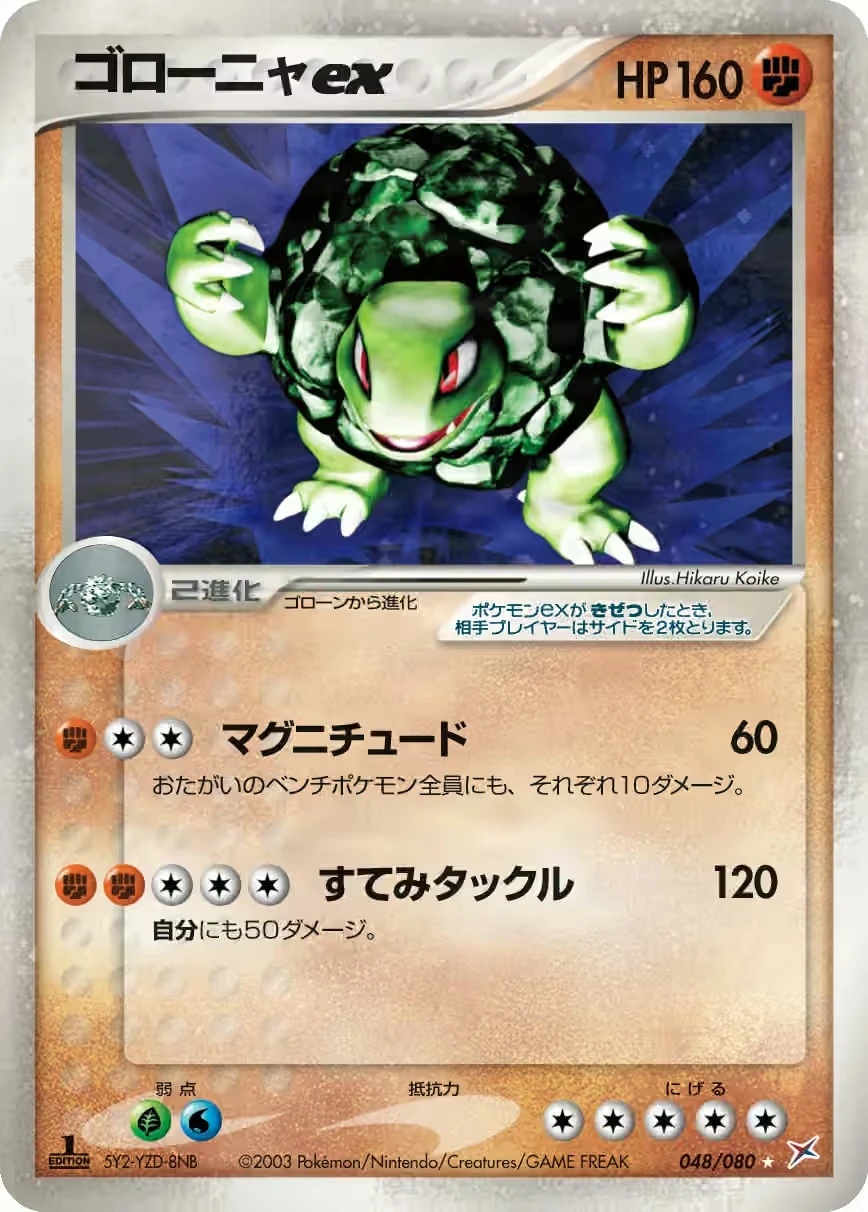 ゴローニャex HP160
Illus.Hikaru Koike
2進化
ゴローンから進化
ポケモンexがきぜつしたとき、
相手プレイヤーはサイドを2枚とります。
マグニチュード 60
おたがいのベンチポケモン全員にも、それぞれ10ダメージ。
すてみタックル 120
自分にも50ダメージ。
弱点 抵抗力 にげる
1 EDITION 5Y2-YZD-8NB ©2003 Pokémon/Nintendo/Creatures/GAME FREAK 048/080 ★